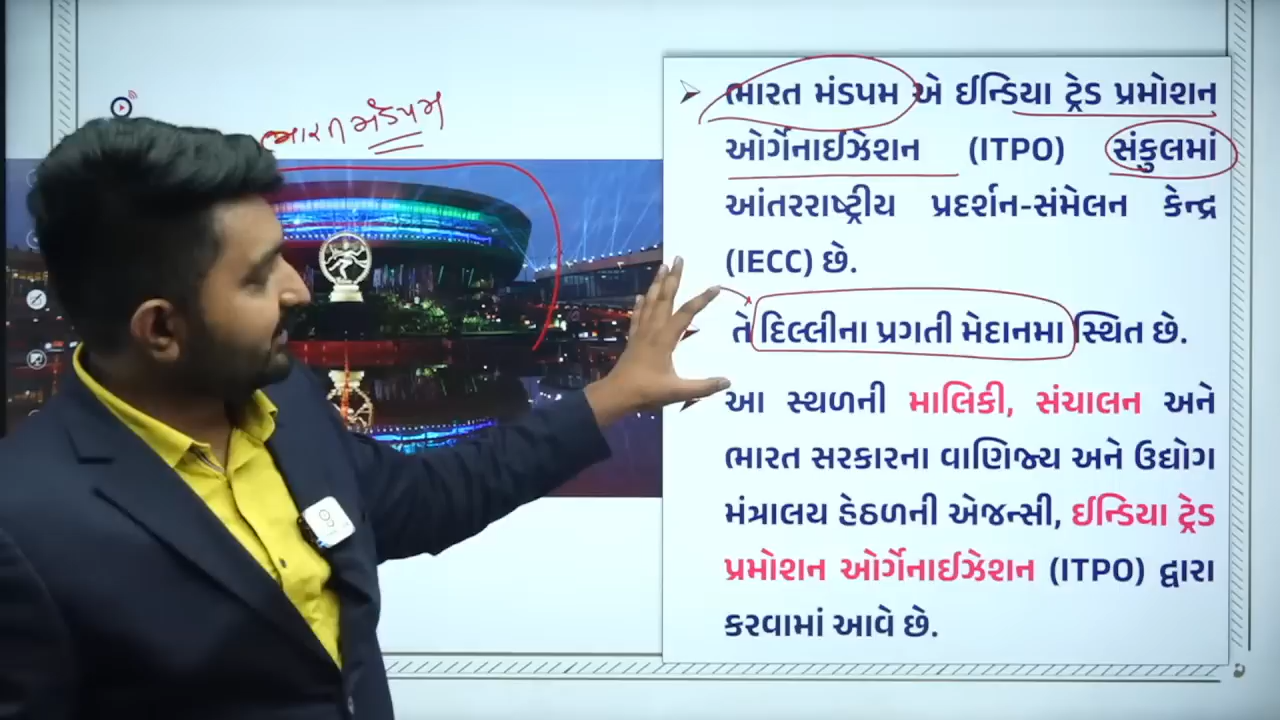 ભારત મંડપમ
ભારત મંડપમ એ ઈન્ડિયા ટ્રેડ પ્રમોશન
ઓર્ગેનાઈઝેશન (ITPO) સંકુલમાં
આંતરરાષ્ટ્રીય પ્રદર્શન-સંમેલન કેન્દ્ર
(IECC) છે.
તે દિલ્લીના પ્રગતી મેદાનમા સ્થિત છે.
આ સ્થળની માલિકી, સંચાલન અને
ભારત સરકારના વાણિજ્ય અને ઉદ્યોગ
મંત્રાલય હેઠળની એજન્સી, ઈન્ડિયા ટ્રેડ
પ્રમોશન ઓર્ગેનાઈઝેશન (ITPO) દ્વારા
કરવામાં આવે છે.